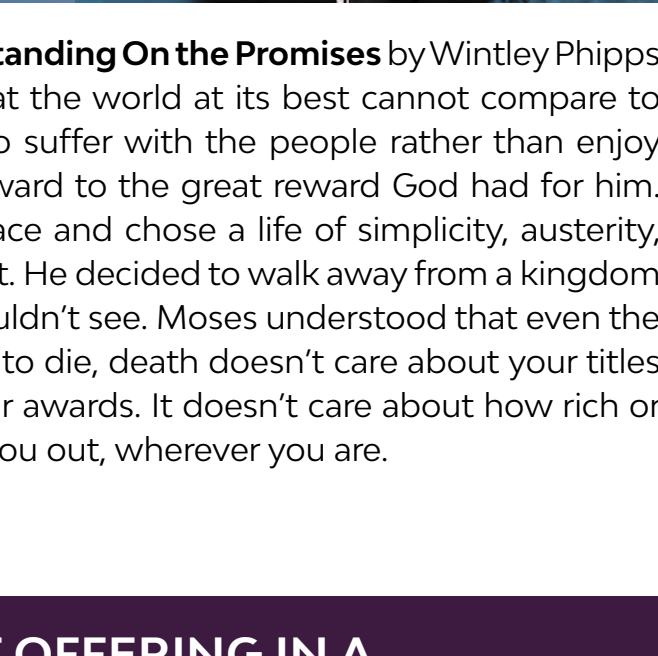 tanding On the Promises by Wintley Phipps
at the world at its best cannot compare to
o suffer with the people rather than enjoy
ward to the great reward God had for him.
ace and chose a life of simplicity, austerity,
t. He decided to walk away from a kingdom
uldn't see. Moses understood that even the
to die, death doesn't care about your titles
r awards. It doesn't care about how rich or
ou out, wherever you are.
OFFERING IN A